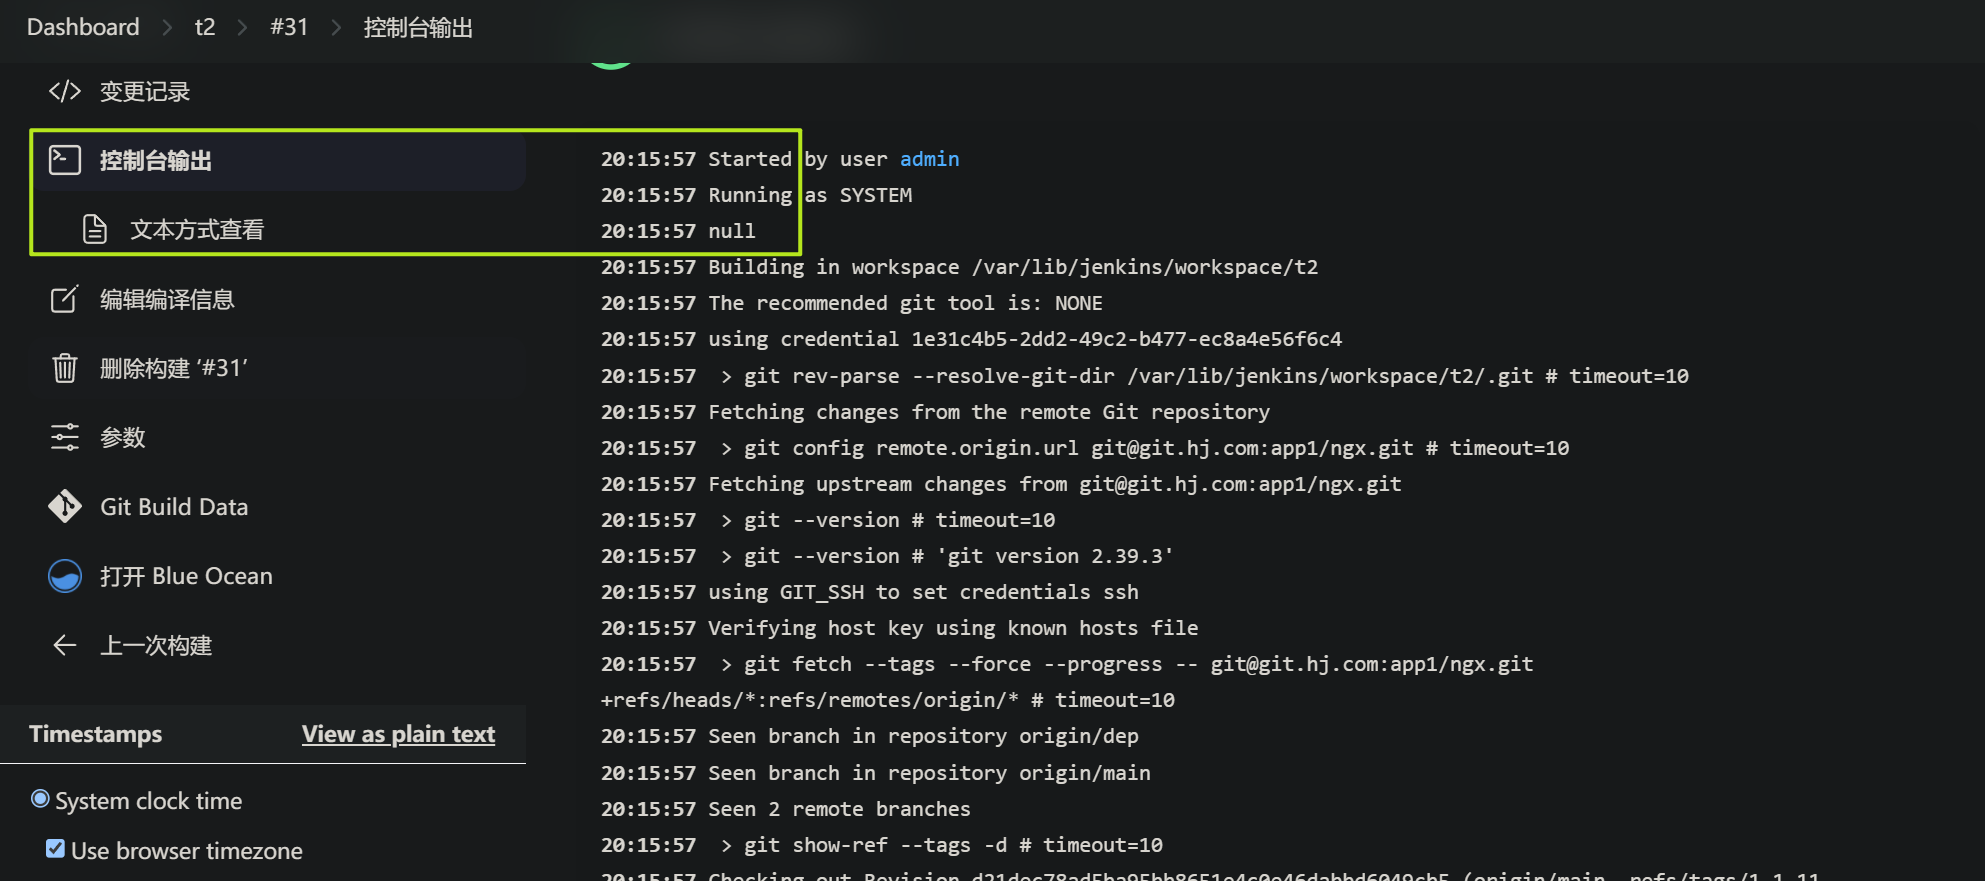 Dashboard > t2 > #31 > 控制台输出
变更记录
控制台输出
文本方式查看
编辑编译信息
删除构建 ‘#31’
参数
Git Build Data
打开 Blue Ocean
上一次构建
Timestamps View as plain text
System clock time
Use browser timezone
20:15:57 Started by user admin
20:15:57 Running as SYSTEM
20:15:57 null
20:15:57 Building in workspace /var/lib/jenkins/workspace/t2
20:15:57 The recommended git tool is: NONE
20:15:57 using credential 1e31c4b5-2dd2-49c2-b477-ec8a4e56f6c4
20:15:57  > git rev-parse --resolve-git-dir /var/lib/jenkins/workspace/t2/.git # timeout=10
20:15:57 Fetching changes from the remote Git repository
20:15:57  > git config remote.origin.url git@git.hj.com:app1/ngx.git # timeout=10
20:15:57 Fetching upstream changes from git@git.hj.com:app1/ngx.git
20:15:57  > git --version # timeout=10
20:15:57  > git --version # 'git version 2.39.3'
20:15:57 using GIT_SSH to set credentials ssh
20:15:57 Verifying host key using known hosts file
20:15:57  > git fetch --tags --force --progress -- git@git.hj.com:app1/ngx.git
+refs/heads/*:refs/remotes/origin/* # timeout=10
20:15:57 Seen branch in repository origin/dep
20:15:57 Seen branch in repository origin/main
20:15:57 Seen 2 remote branches
20:15:57  > git show-ref --tags -d # timeout=10
20:15:57 Checking out Revision (origin/main, refs/tags/1.1.11